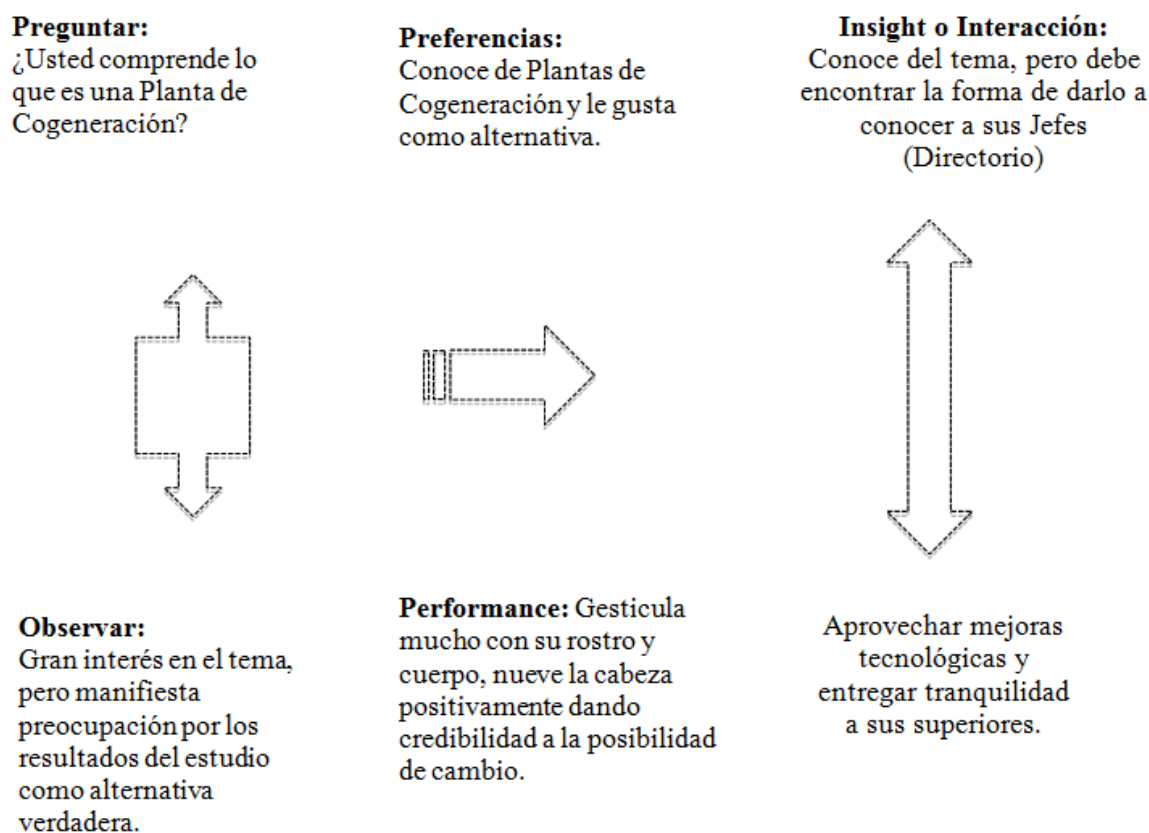 Preguntar:
¿Usted comprende lo
que es una Planta de
Cogeneración?
Preferencias:
Conoce de Plantas de
Cogeneración y le gusta
como alternativa.
Insight o Interacción:
Conoce del tema, pero debe
encontrar la forma de darlo a
conocer a sus Jefes
(Directorio)
Observar:
Gran interés en el tema,
pero manifiesta
preocupación por los
resultados del estudio
como alternativa
verdadera.
Performance: Gesticula
mucho con su rostro y
cuerpo, nueve la cabeza
positivamente dando
credibilidad a la posibilidad
de cambio.
Aprovechar mejoras
tecnológicas y
entregar tranquilidad
a sus superiores.